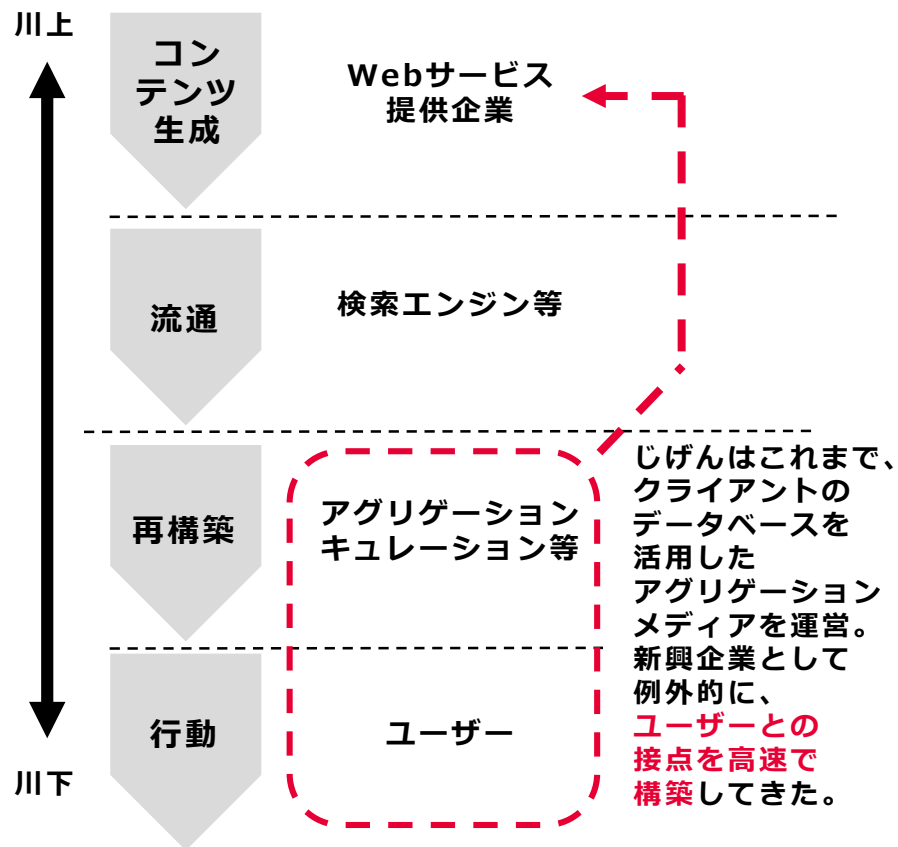 川上
コン
テンツ
生成
Webサービス
提供企業
流通
検索エンジン等
再構築
アグリゲーション
キュレーション等
じげんはこれまで、
クライアントの
データベースを
活用した
アグリゲーション
メディアを運営。
新興企業として
例外的に、
ユーザーとの
接点を高速で
構築してきた。
行動
ユーザー
川下